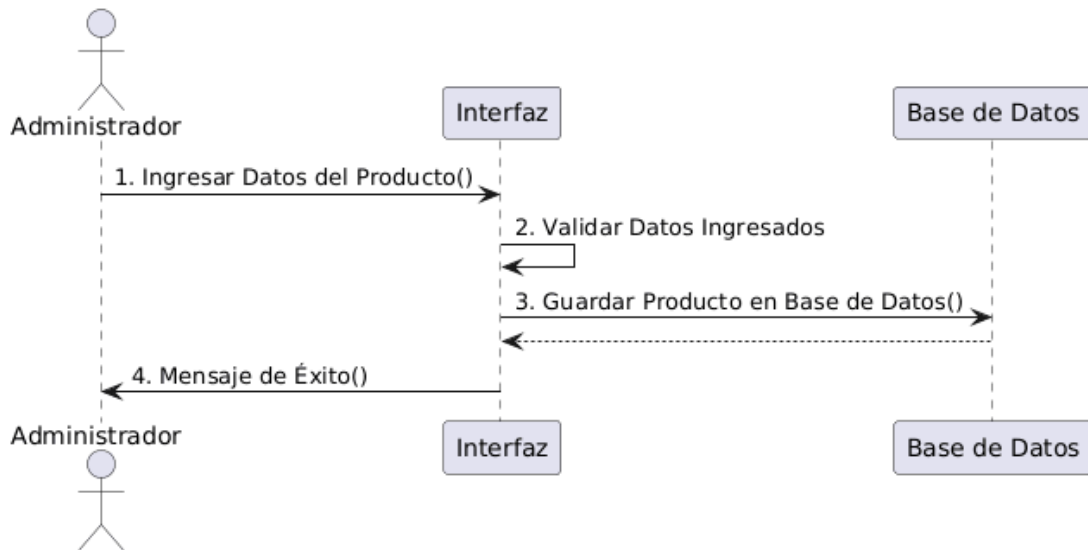 Administrador
Interfaz
Base de Datos
1. Ingresar Datos del Producto()
2. Validar Datos Ingresados
3. Guardar Producto en Base de Datos()
4. Mensaje de Éxito()
Administrador
Interfaz
Base de Datos